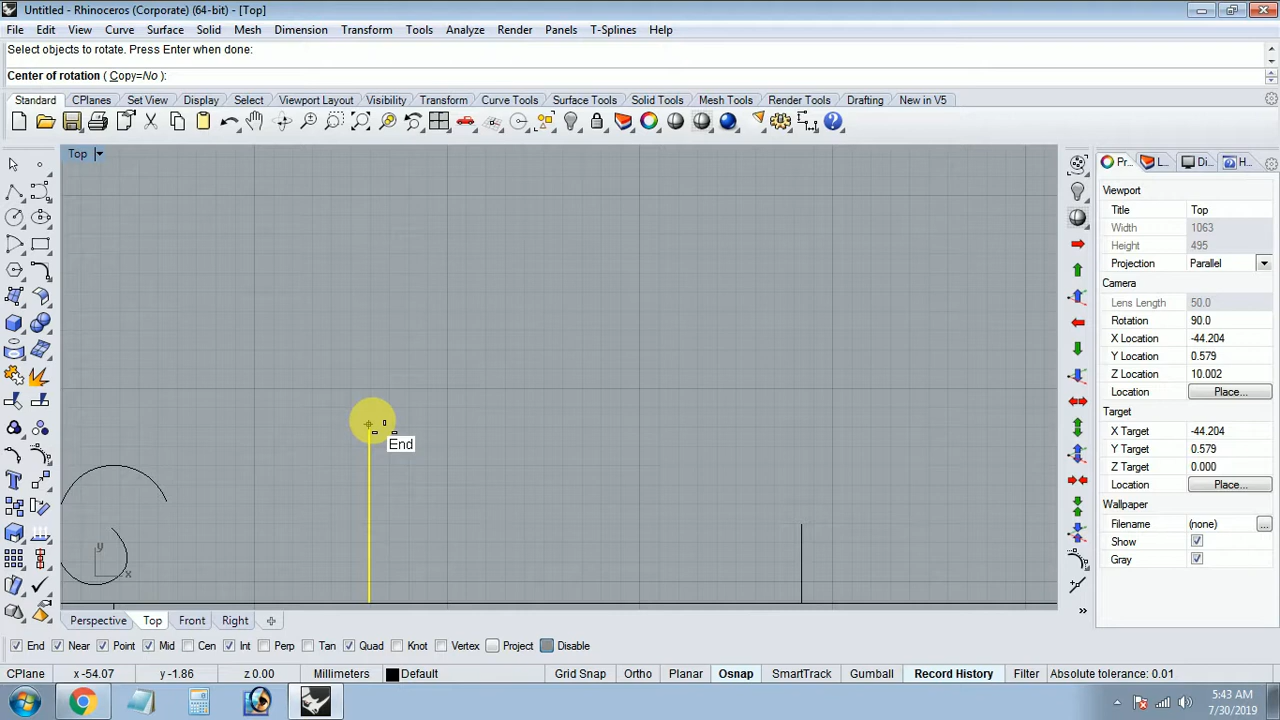 Untitled - Rhinoceros (Corporate) (64-bit) - [Top]
File Edit View Curve Surface Solid Mesh Dimension Transform Tools Analyze Render Panels T-Splines Help
Select objects to rotate. Press Enter when done:
Center of rotation ( Copy=No ):
Standard CPlanes Set View Display Select Viewport Layout Visibility Transform Curve Tools Surface Tools Solid Tools Mesh Tools Render Tools Drafting New in V5
Top
Pr... L... Di... H...
Viewport
Title Top
Width 1063
Height 495
Projection Parallel
Camera
Lens Length 50.0
Rotation 90.0
X Location -44.204
Y Location 0.579
Z Location 10.002
Location Place...
Target
X Target -44.204
Y Target 0.579
Z Target 0.000
Location Place...
Wallpaper
Filename (none) ...
Show
Gray
End
y
x
Perspective Top Front Right
End Near Point Mid Cen Int Perp Tan Quad Knot Vertex Project Disable
CPlane x -54.07 y -1.86 z 0.00 Millimeters Default Grid Snap Ortho Planar Osnap SmartTrack Gumball Record History Filter Absolute tolerance: 0.01
5:43 AM
7/30/2019